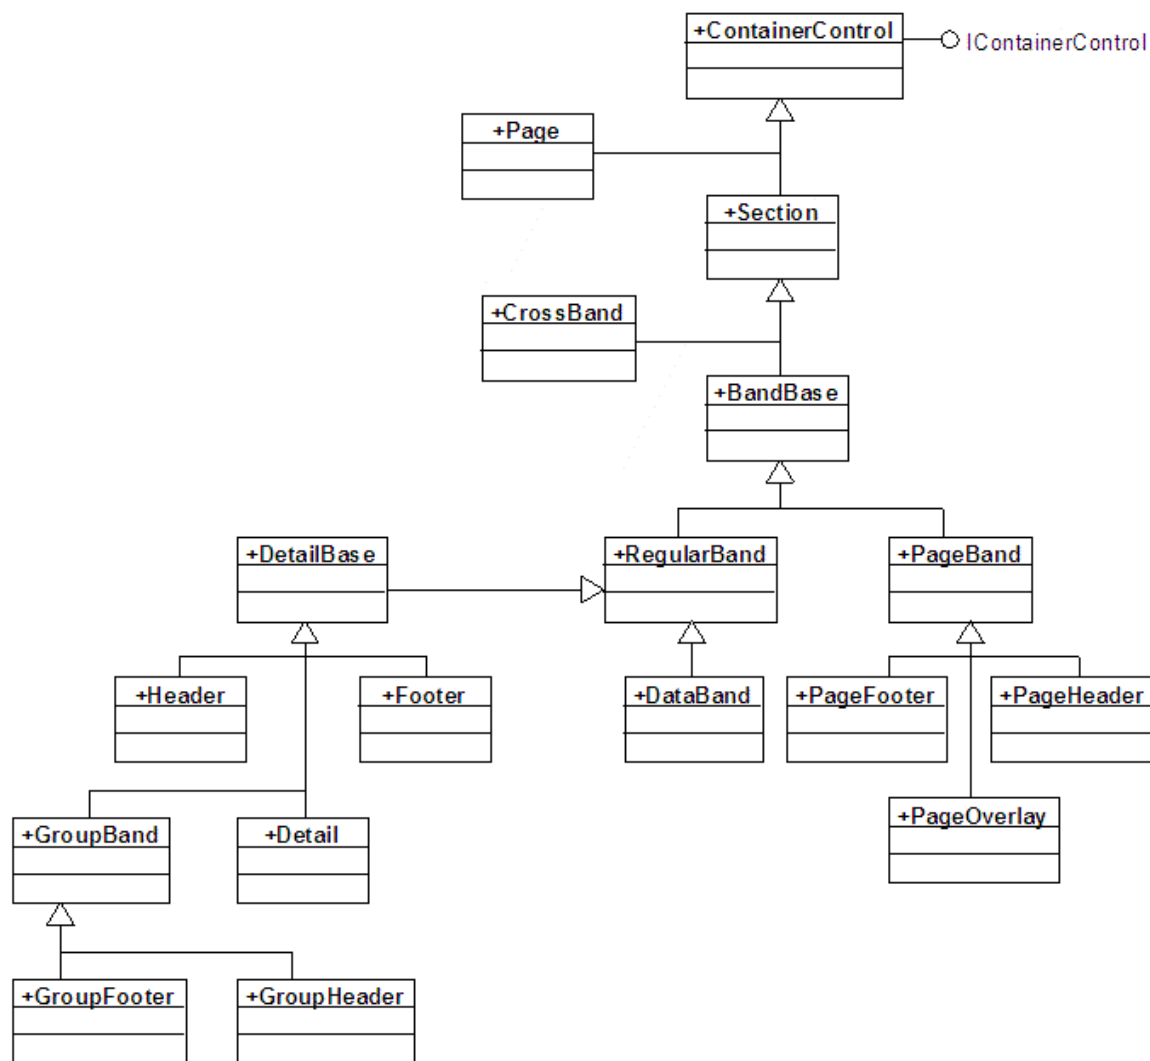 +ContainerControl
IContainerControl
+Page
+Section
+CrossBand
+BandBase
+DetailBase
+RegularBand
+PageBand
+Header
+Footer
+DataBand
+PageFooter
+PageHeader
+GroupBand
+Detail
+PageOverlay
+GroupFooter
+GroupHeader